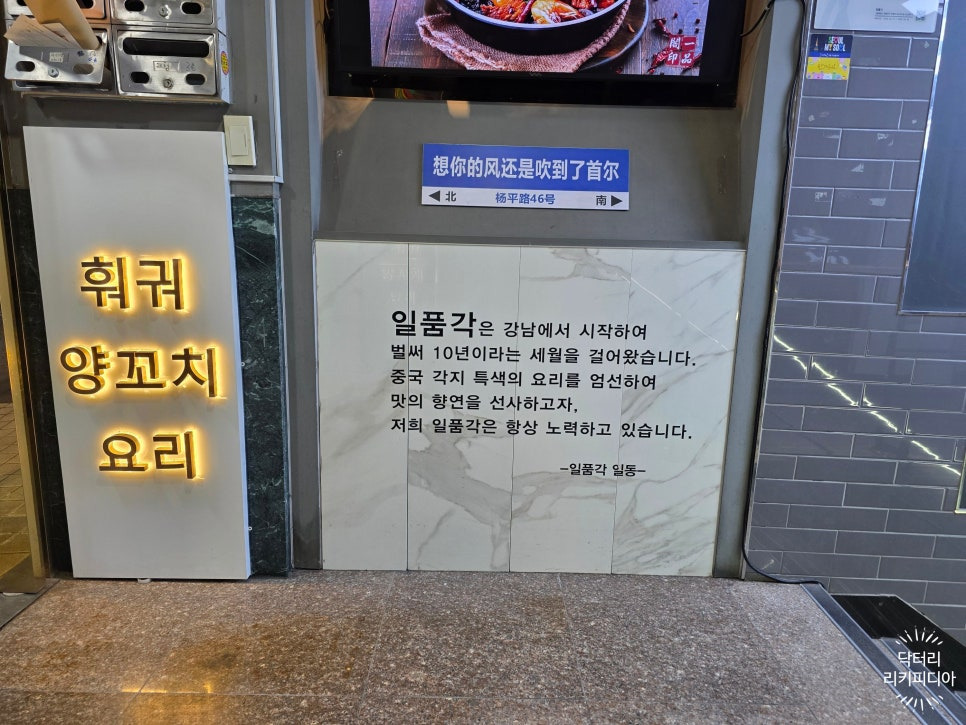 想你的风还是吹到了首尔
◀ 北 杨平路46号 南 ▶
훠궈
양꼬치
요리
일품각은 강남에서 시작하여
벌써 10년이라는 세월을 걸어왔습니다.
중국 각지 특색의 요리를 엄선하여
맛의 향연을 선사하고자,
저희 일품각은 항상 노력하고 있습니다.
-일품각 일동-
SEOUL
MY SOUL
닥터리
리키피디아